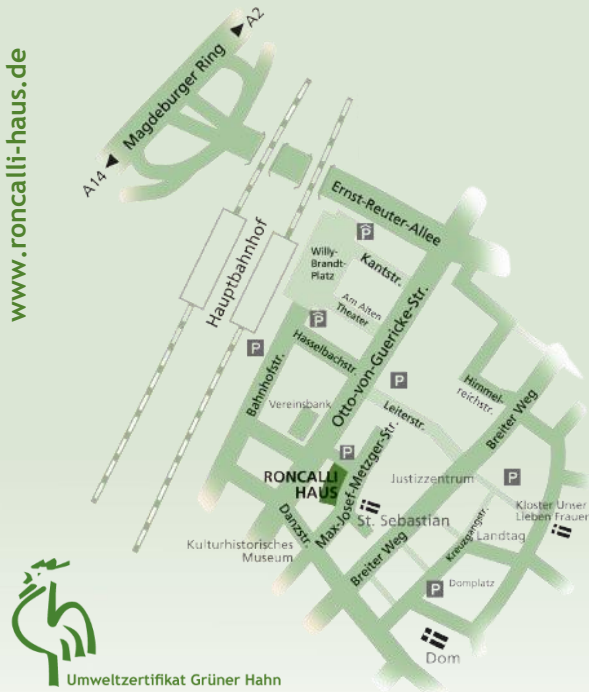 www.roncalli-haus.de
A2
Magdeburger Ring
A14
Ernst-Reuter-Allee
Hauptbahnhof
P
Willy-
Brandt-
Platz
Kantstr.
Am Alten
Theater
P
Otto-von-Guericke-Str.
Hasselbachstr.
P
Bahnhofstr.
P
Himmel-
reichstr.
Vereinsbank
Leiterstr.
Breiter Weg
P
RONCALLI
HAUS
Max-Josef-Metzger-Str.
Justizzentrum
P
Danzstr.
St. Sebastian
Kloster Unser
Lieben Frauen
Kreuzgangstr.
Landtag
Kulturhistorisches
Museum
Breiter Weg
P
Domplatz
Dom
Umweltzertifikat Grüner Hahn